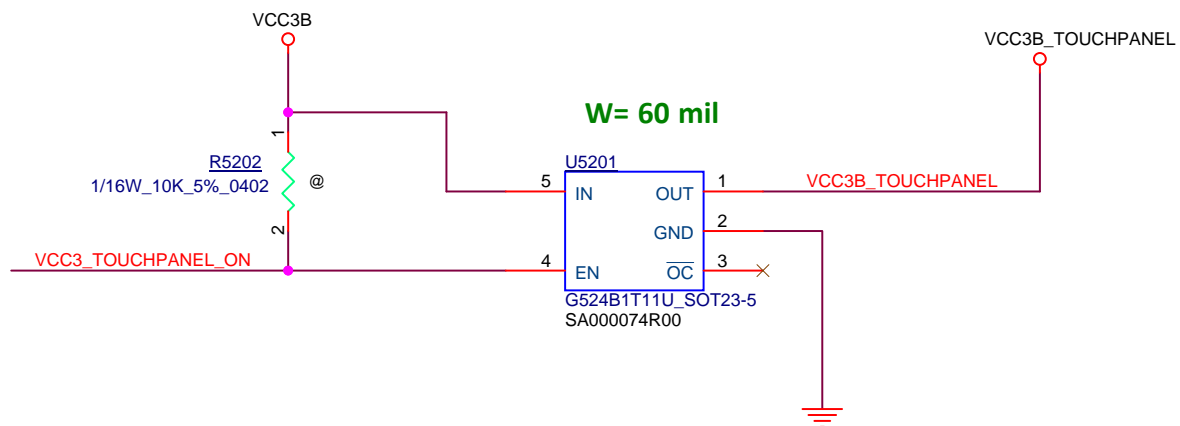 VCC3B
VCC3B_TOUCHPANEL
W= 60 mil
1
R5202
1/16W_10K_5%_0402
@
2
U5201
5
IN
OUT
1
VCC3B_TOUCHPANEL
GND
2
VCC3_TOUCHPANEL_ON
4
EN
OC
3
G524B1T11U_SOT23-5
SA000074R00